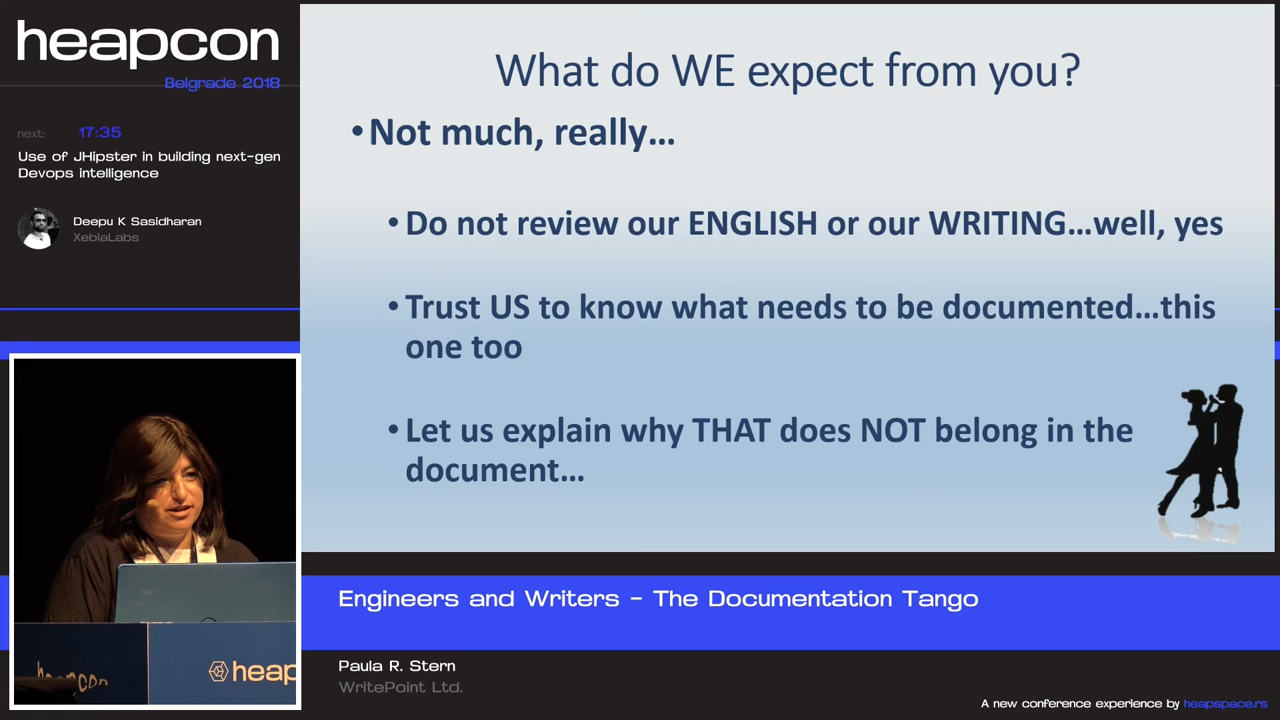 heapcon
Belgrade 2018
next: 17:35
Use of JHipster in building next-gen
Devops intelligence
Deepu K Sasidharan
XebiaLabs
What do WE expect from you?
•Not much, really...
•Do not review our ENGLISH or our WRITING...well, yes
•Trust US to know what needs to be documented...this
one too
•Let us explain why THAT does NOT belong in the
document...
heapcon
heap
Engineers and Writers - The Documentation Tango
Paula R. Stern
WritePoint Ltd.
A new conference experience by heapspace.rs